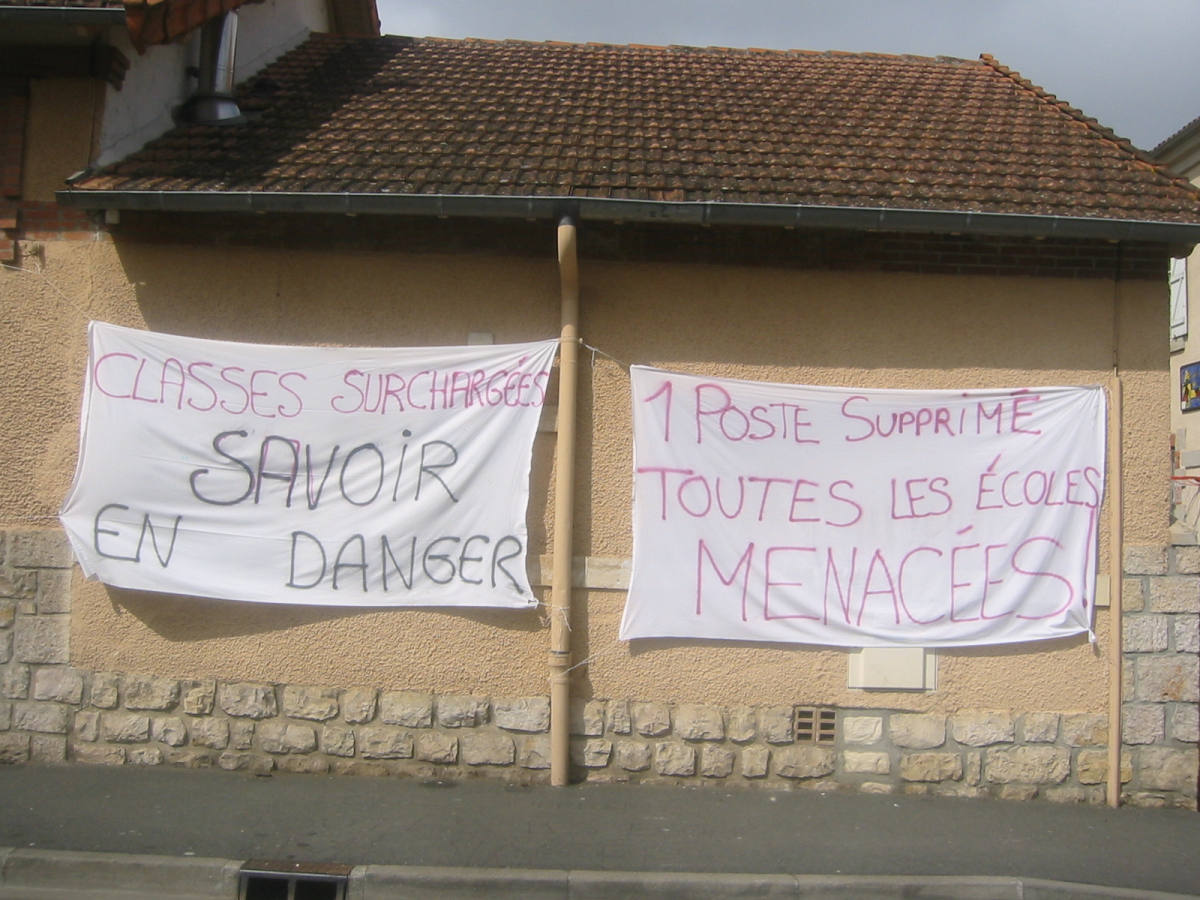 CLASSES SURCHARGÉES
SAVOIR
EN DANGER
1 POSTE SUPPRIMÉ
TOUTES LES ÉCOLES
MENACÉES!